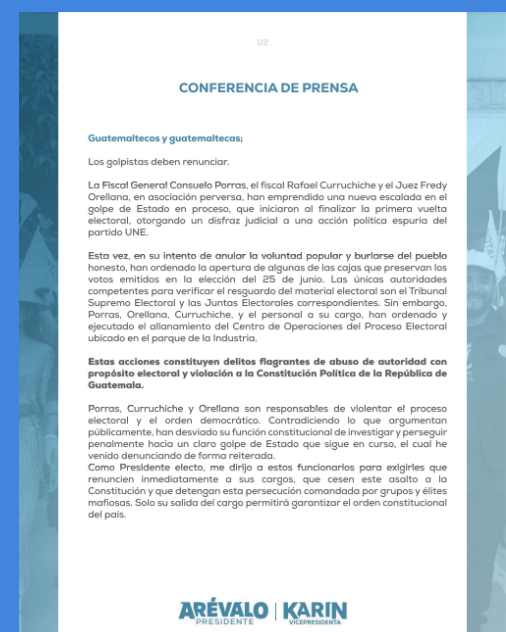 1/2
CONFERENCIA DE PRENSA
Guatemaltecos y guatemaltecas;
Los golpistas deben renunciar.
La Fiscal General Consuelo Porras, el fiscal Rafael Curruchiche y el Juez Fredy
Orellana, en asociación perversa, han emprendido una nueva escalada en el
golpe de Estado en proceso, que iniciaron al finalizar la primera vuelta
electoral, otorgando un disfraz judicial a una acción política espuria del
partido UNE.
Esta vez, en su intento de anular la voluntad popular y burlarse del pueblo
honesto, han ordenado la apertura de algunas de las cajas que preservan los
votos emitidos en la elección del 25 de junio. Las únicas autoridades
competentes para verificar el resguardo del material electoral son el Tribunal
Supremo Electoral y las Juntas Electorales correspondientes. Sin embargo,
Porras, Orellana, Curruchiche, y el personal a su cargo, han ordenado y
ejecutado el allanamiento del Centro de Operaciones del Proceso Electoral
ubicado en el parque de la Industria.
Estas acciones constituyen delitos flagrantes de abuso de autoridad con
propósito electoral y violación a la Constitución Política de la República de
Guatemala.
Porras, Curruchiche y Orellana son responsables de violentar el proceso
electoral y el orden democrático. Contradiciendo lo que argumentan
públicamente, han desviado su función constitucional de investigar y perseguir
penalmente hacia un claro golpe de Estado que sigue en curso, el cual he
venido denunciando de forma reiterada.
Como Presidente electo, me dirijo a estos funcionarios para exigirles que
renuncien inmediatamente a sus cargos, que cesen este asalto a la
Constitución y que detengan esta persecución comandada por grupos y élites
mafiosas. Solo su salida del cargo permitirá garantizar el orden constitucional
del país.
ARÉVALO | KARIN
PRESIDENTE VICEPRESIDENTA